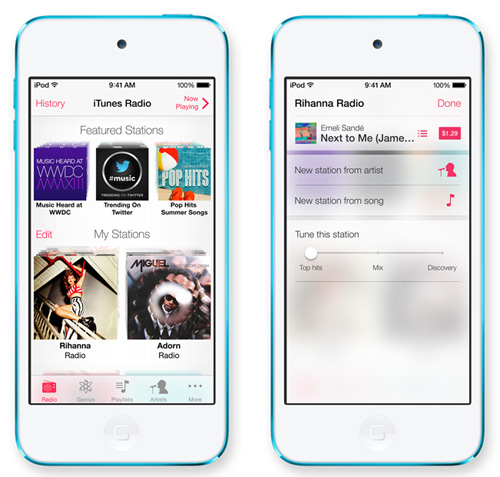 iPod 9:41 AM 100%
History iTunes Radio Now Playing
Featured Stations
MUSIC HEARD AT
WWDC
MMXIII
#music
TRENDING ON TWITTER
POP HITS
Music Heard at
WWDC
Trending On
Twitter
Pop Hits
Summer Songs
Edit My Stations
MIGUEL
Rihanna
Radio
Adorn
Radio
Radio Genius Playlists Artists More
iPod 9:41 AM 100%
Rihanna Radio Done
Emeli Sandé
Next to Me (Jame... $1.29
New station from artist
New station from song
Tune this station
Top hits Mix Discovery